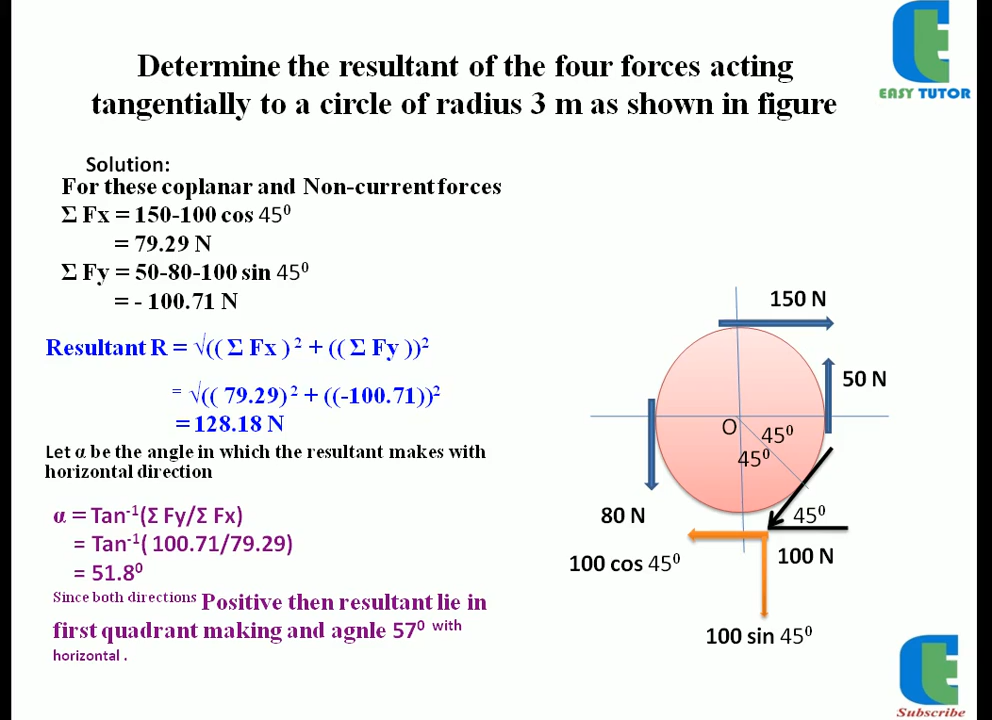 Determine the resultant of the four forces acting
tangentially to a circle of radius 3 m as shown in figure
EASY TUTOR
Solution:
For these coplanar and Non-current forces
Σ Fx = 150-100 cos 45⁰
= 79.29 N
Σ Fy = 50-80-100 sin 45⁰
= - 100.71 N
Resultant R = √(( Σ Fx ) ² + (( Σ Fy ))²
= √(( 79.29) ² + ((-100.71))²
= 128.18 N
Let α be the angle in which the resultant makes with
horizontal direction
α = Tan⁻¹(Σ Fy/Σ Fx)
= Tan⁻¹( 100.71/79.29)
= 51.8⁰
Since both directions Positive then resultant lie in
first quadrant making and agnle 57⁰ with
horizontal .
150 N
50 N
O
45⁰
45⁰
80 N
45⁰
100 cos 45⁰
100 N
100 sin 45⁰
Subscribe